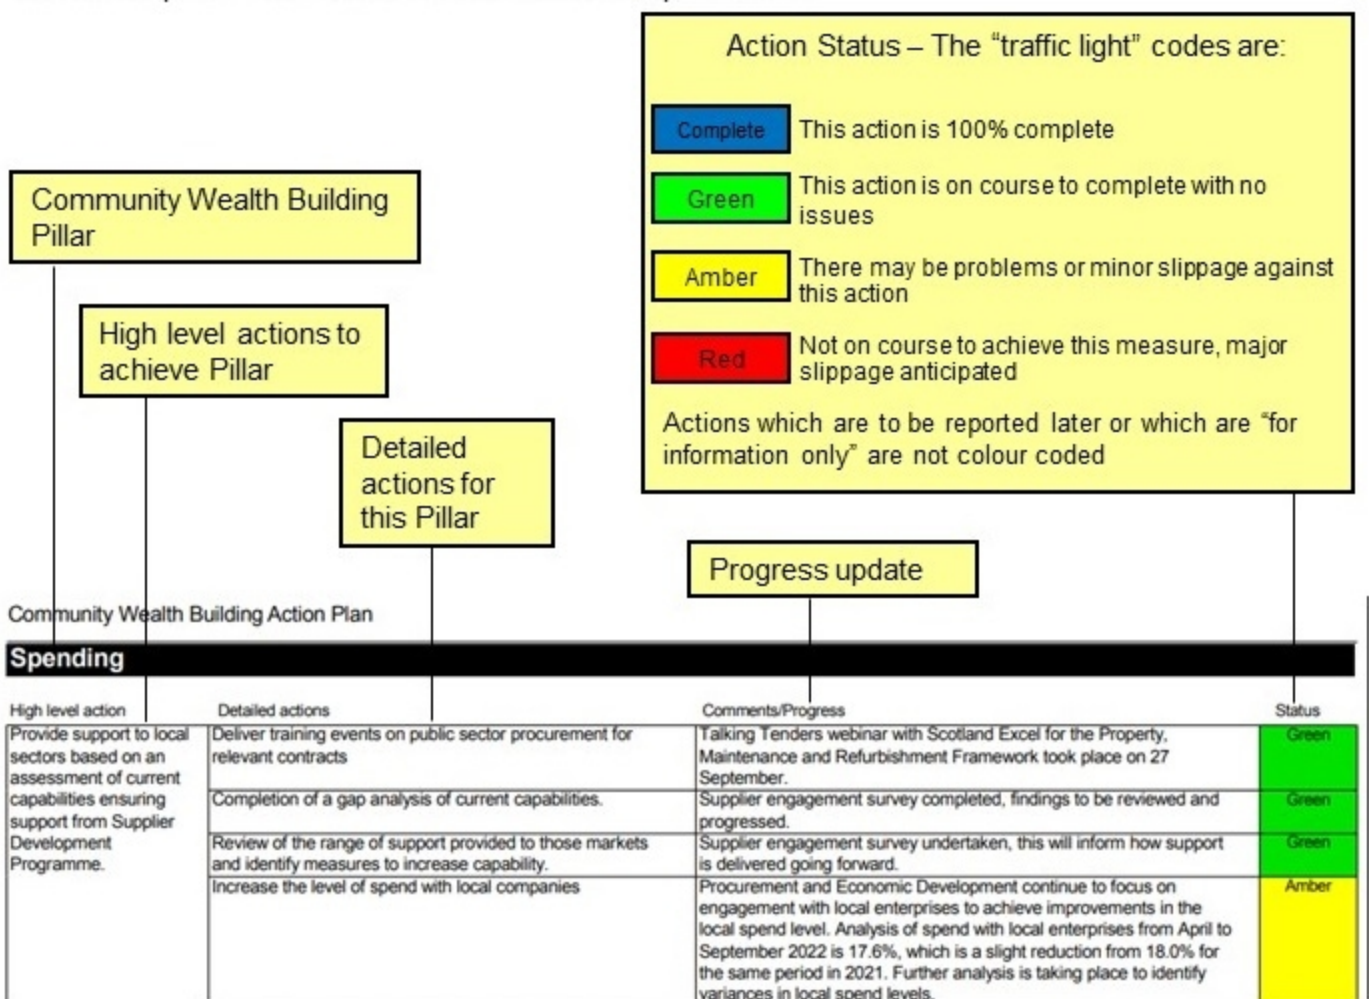 Action Status – The “traffic light” codes are:
Complete
This action is 100% complete
Green
This action is on course to complete with no
issues
Amber
There may be problems or minor slippage against
this action
Red
Not on course to achieve this measure, major
slippage anticipated
Actions which are to be reported later or which are “for
information only” are not colour coded
Community Wealth Building
Pillar
High level actions to
achieve Pillar
Detailed
actions for
this Pillar
Progress update
Community Wealth Building Action Plan
Spending
High level action
Detailed actions
Comments/Progress
Status
Provide support to local
sectors based on an
assessment of current
capabilities ensuring
support from Supplier
Development
Programme.
Deliver training events on public sector procurement for
relevant contracts
Talking Tenders webinar with Scotland Excel for the Property,
Maintenance and Refurbishment Framework took place on 27
September.
Green
Completion of a gap analysis of current capabilities.
Supplier engagement survey completed, findings to be reviewed and
progressed.
Green
Review of the range of support provided to those markets
and identify measures to increase capability.
Supplier engagement survey undertaken, this will inform how support
is delivered going forward.
Green
Increase the level of spend with local companies
Procurement and Economic Development continue to focus on
engagement with local enterprises to achieve improvements in the
local spend level. Analysis of spend with local enterprises from April to
September 2022 is 17.6%, which is a slight reduction from 18.0% for
the same period in 2021. Further analysis is taking place to identify
variances in local spend levels.
Amber